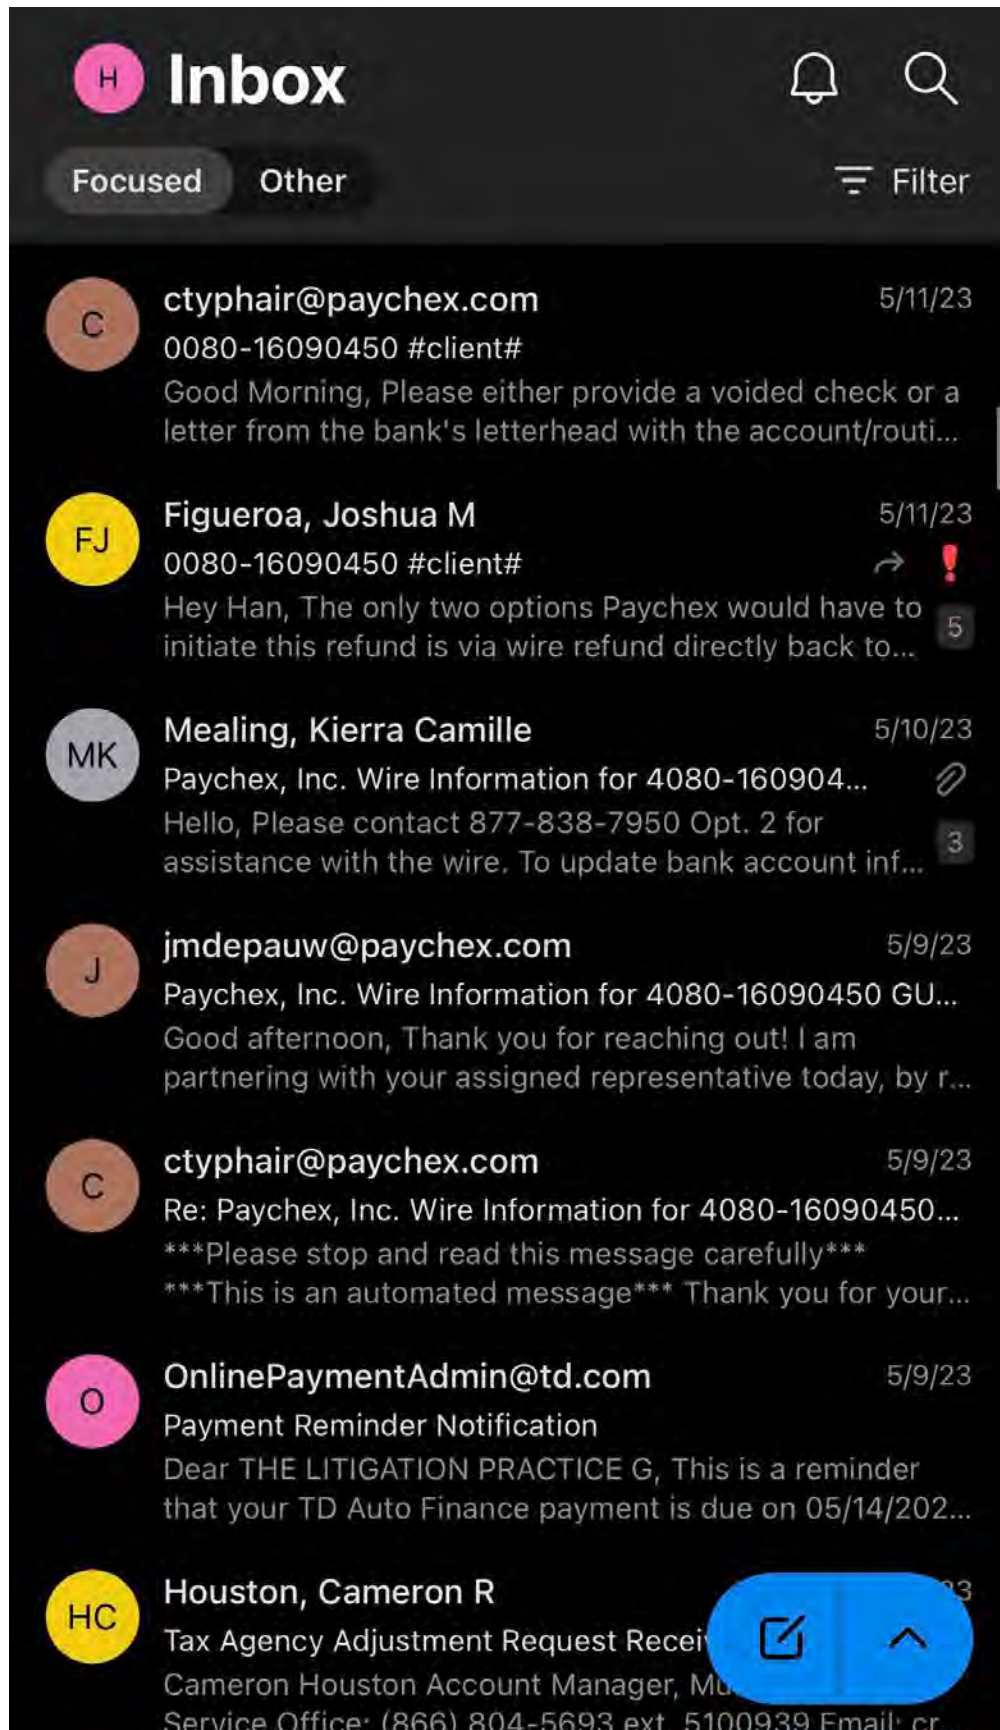 H Inbox
Focused Other Filter
C ctyphair@paychex.com 5/11/23
0080-16090450 #client#
Good Morning, Please either provide a voided check or a
letter from the bank's letterhead with the account/routi...
FJ Figueroa, Joshua M 5/11/23
0080-16090450 #client#
Hey Han, The only two options Paychex would have to
initiate this refund is via wire refund directly back to... 5
MK Mealing, Kierra Camille 5/10/23
Paychex, Inc. Wire Information for 4080-160904...
Hello, Please contact 877-838-7950 Opt. 2 for
assistance with the wire. To update bank account inf... 3
J jmdepauw@paychex.com 5/9/23
Paychex, Inc. Wire Information for 4080-16090450 GU...
Good afternoon, Thank you for reaching out! I am
partnering with your assigned representative today, by r...
C ctyphair@paychex.com 5/9/23
Re: Paychex, Inc. Wire Information for 4080-16090450...
***Please stop and read this message carefully***
***This is an automated message*** Thank you for your...
O OnlinePaymentAdmin@td.com 5/9/23
Payment Reminder Notification
Dear THE LITIGATION PRACTICE G, This is a reminder
that your TD Auto Finance payment is due on 05/14/202...
HC Houston, Cameron R
Tax Agency Adjustment Request
Cameron Houston Account Manager,
Service Office: (866) 804-5693 ext. 5100939 Email: cr